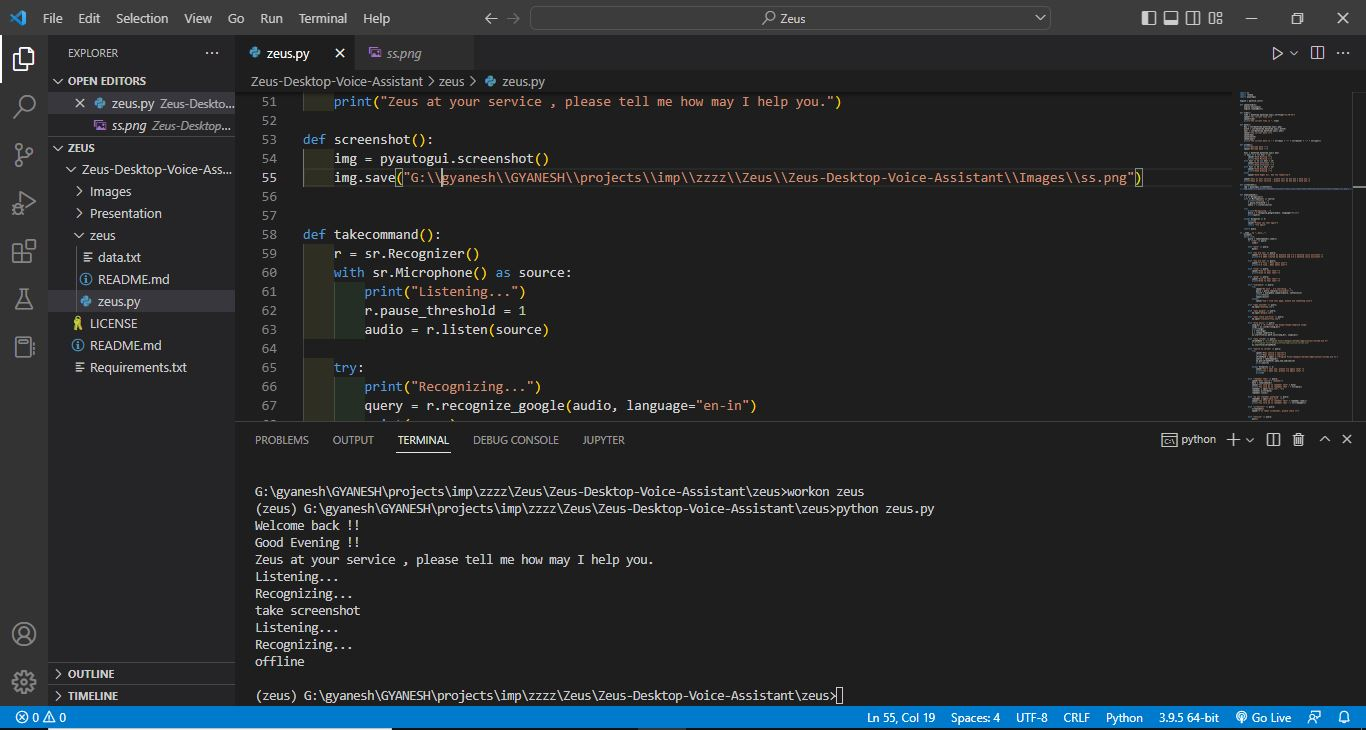 File Edit Selection View Go Run Terminal Help
Zeus
EXPLORER
OPEN EDITORS
zeus.py Zeus-Deskto...
ss.png Zeus-Desktop...
ZEUS
Zeus-Desktop-Voice-Ass...
Images
Presentation
zeus
data.txt
README.md
zeus.py
LICENSE
README.md
Requirements.txt
OUTLINE
TIMELINE
zeus.py
ss.png
Zeus-Desktop-Voice-Assistant > zeus > zeus.py
51 print("Zeus at your service , please tell me how may I help you.")
52
53 def screenshot():
54 img = pyautogui.screenshot()
55 img.save("G:\\gyanesh\\GYANESH\\projects\\imp\\zzzz\\Zeus\\Zeus-Desktop-Voice-Assistant\\Images\\ss.png")
56
57
58 def takecommand():
59 r = sr.Recognizer()
60 with sr.Microphone() as source:
61 print("Listening...")
62 r.pause_threshold = 1
63 audio = r.listen(source)
64
65 try:
66 print("Recognizing...")
67 query = r.recognize_google(audio, language="en-in")
PROBLEMS OUTPUT TERMINAL DEBUG CONSOLE JUPYTER
python
G:\gyanesh\GYANESH\projects\imp\zzzz\Zeus\Zeus-Desktop-Voice-Assistant\zeus>workon zeus
(zeus) G:\gyanesh\GYANESH\projects\imp\zzzz\Zeus\Zeus-Desktop-Voice-Assistant\zeus>python zeus.py
Welcome back !!
Good Evening !!
Zeus at your service , please tell me how may I help you.
Listening...
Recognizing...
take screenshot
Listening...
Recognizing...
offline
(zeus) G:\gyanesh\GYANESH\projects\imp\zzzz\Zeus\Zeus-Desktop-Voice-Assistant\zeus>
0 0 Ln 55, Col 19 Spaces: 4 UTF-8 CRLF Python 3.9.5 64-bit Go Live